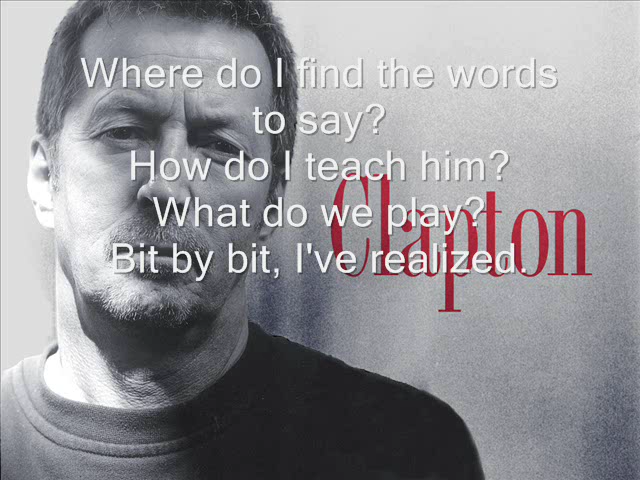 Where do I find the words
to say?
How do I teach him?
What do we play?
Bit by bit, I've realized.
Clapton